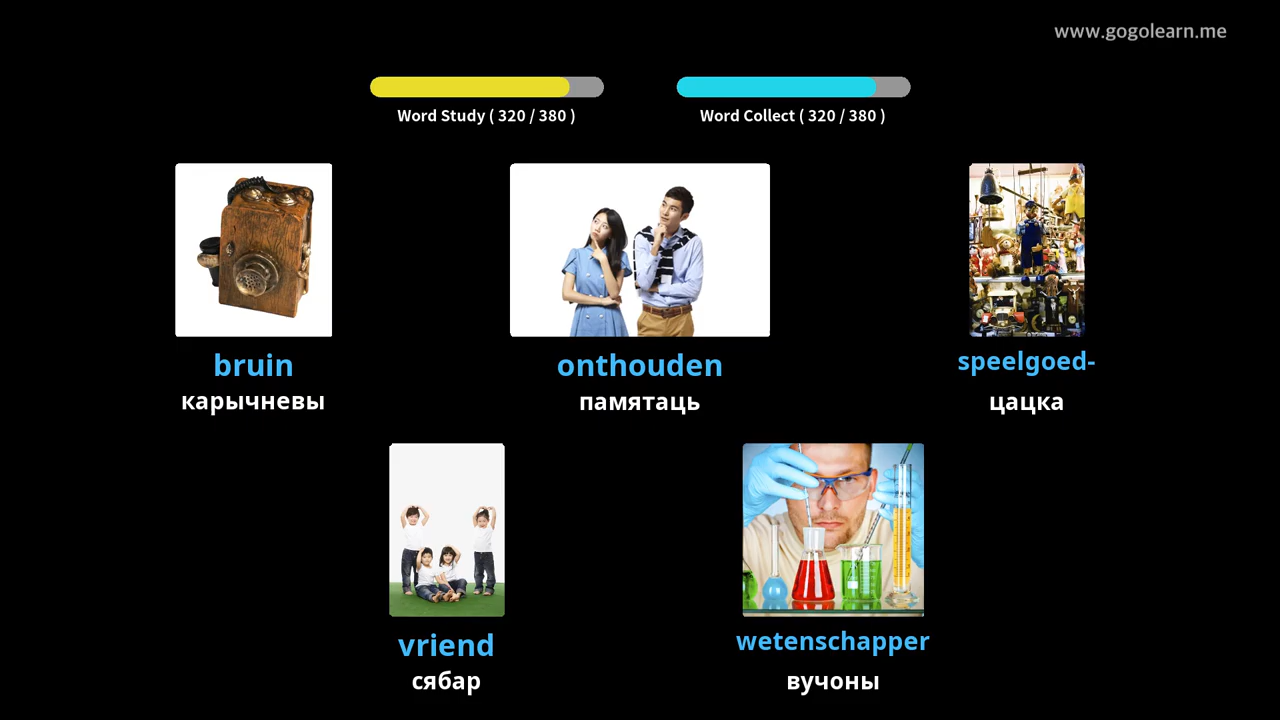 www.gogolearn.me
Word Study ( 320 / 380 )
Word Collect ( 320 / 380 )
bruin
карычневы
onthouden
памятаць
speelgoed-
цацка
vriend
сябар
wetenschapper
вучоны